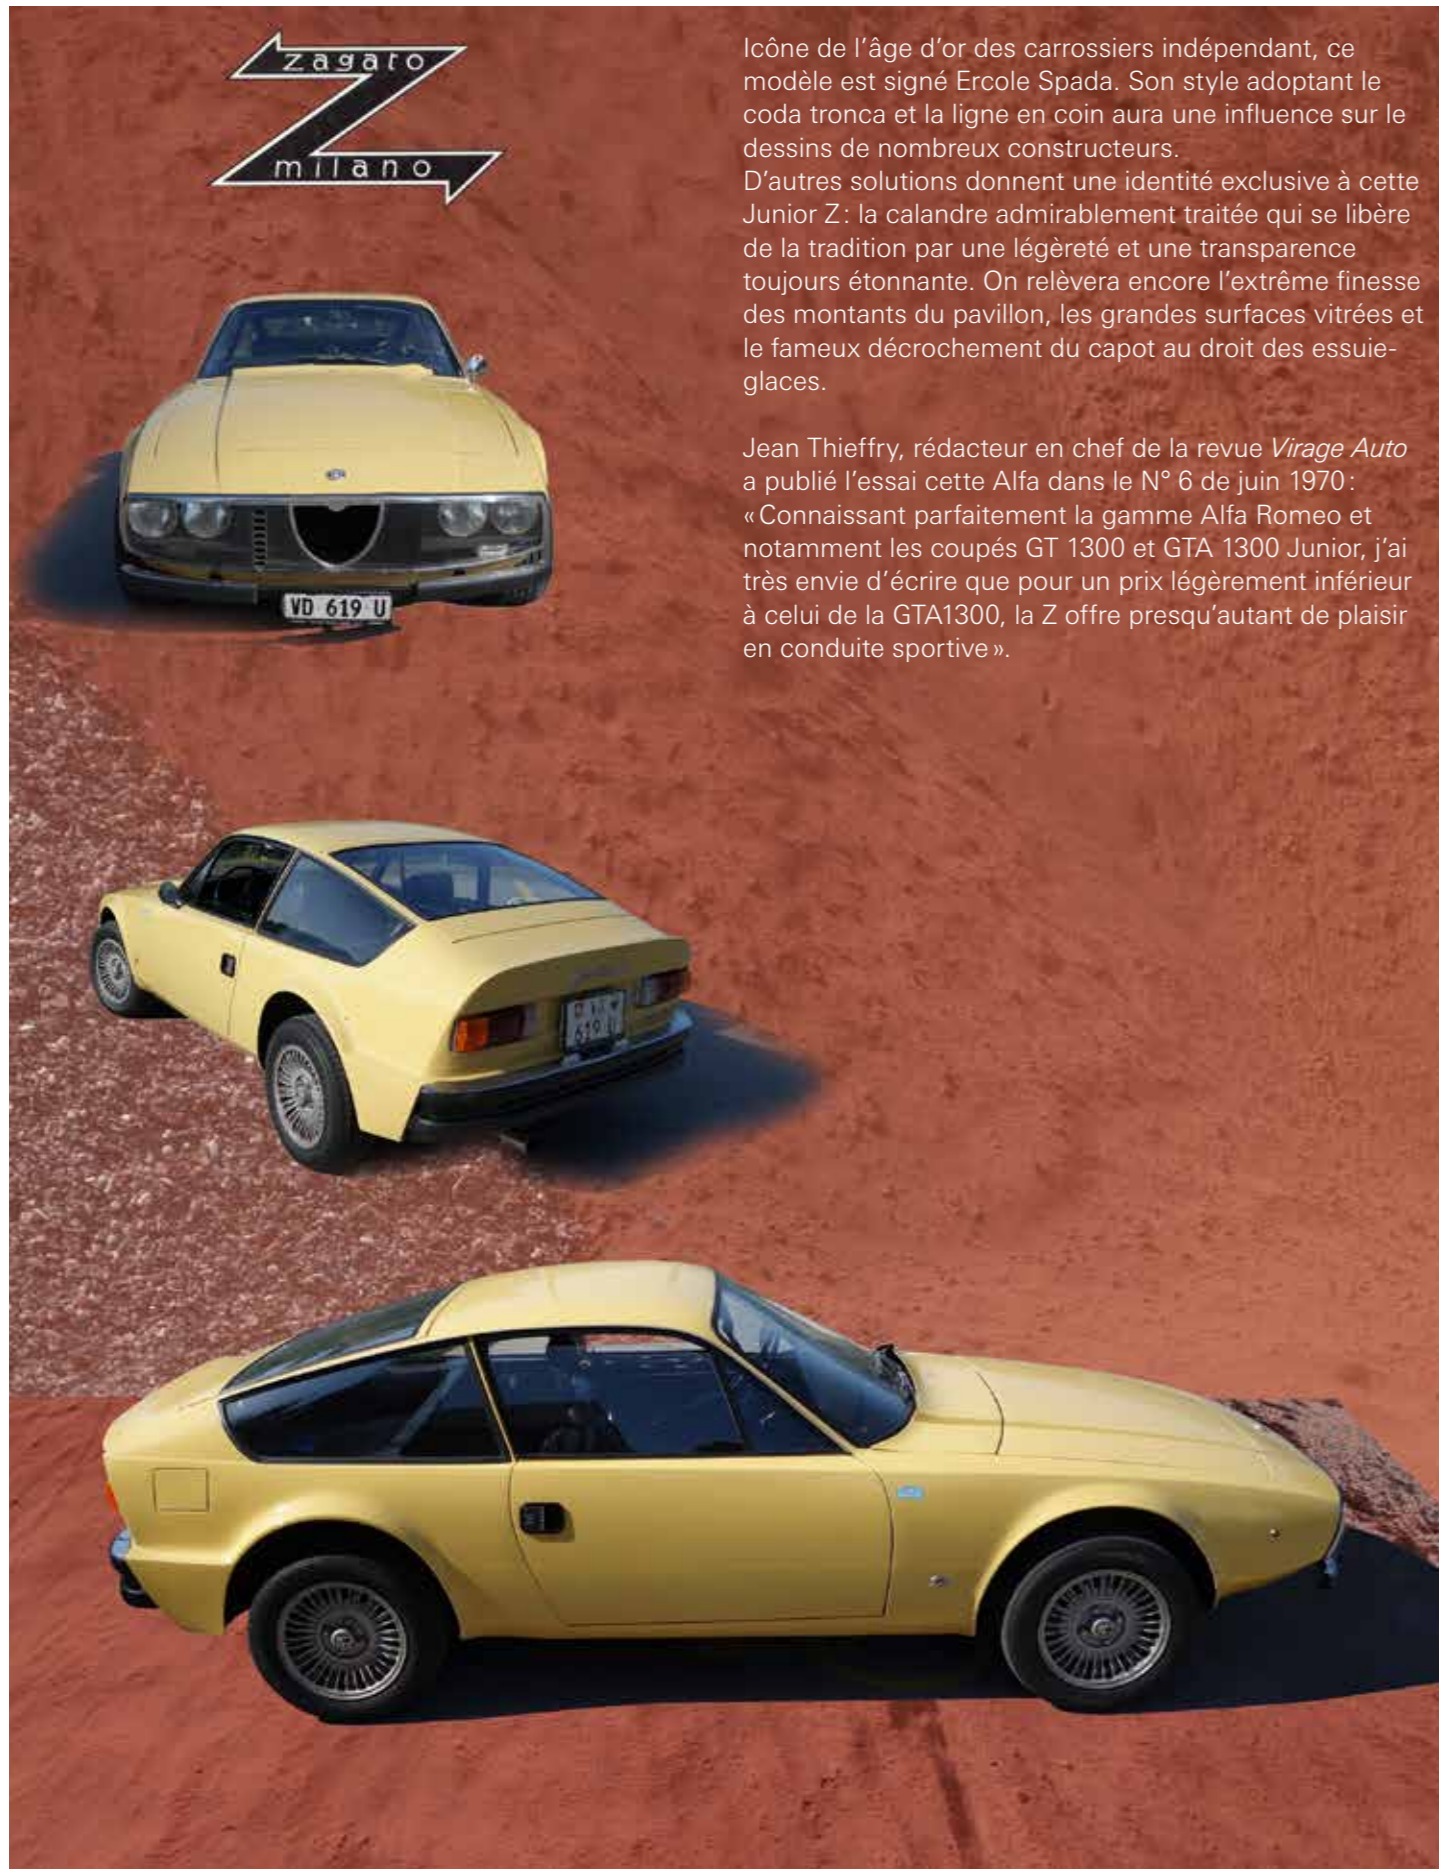 zagato
milano
Icône de l'âge d'or des carrossiers indépendant, ce
modèle est signé Ercole Spada. Son style adoptant le
coda tronca et la ligne en coin aura une influence sur le
dessins de nombreux constructeurs.
D'autres solutions donnent une identité exclusive à cette
Junior Z : la calandre admirablement traitée qui se libère
de la tradition par une légèreté et une transparence
toujours étonnante. On relèvera encore l'extrême finesse
des montants du pavillon, les grandes surfaces vitrées et
le fameux décrochement du capot au droit des essuie-
glaces.
Jean Thieffry, rédacteur en chef de la revue Virage Auto
a publié l'essai cette Alfa dans le N° 6 de juin 1970 :
« Connaissant parfaitement la gamme Alfa Romeo et
notamment les coupés GT 1300 et GTA 1300 Junior, j'ai
très envie d'écrire que pour un prix légèrement inférieur
à celui de la GTA1300, la Z offre presqu'autant de plaisir
en conduite sportive ».
VD 619 U
619 U